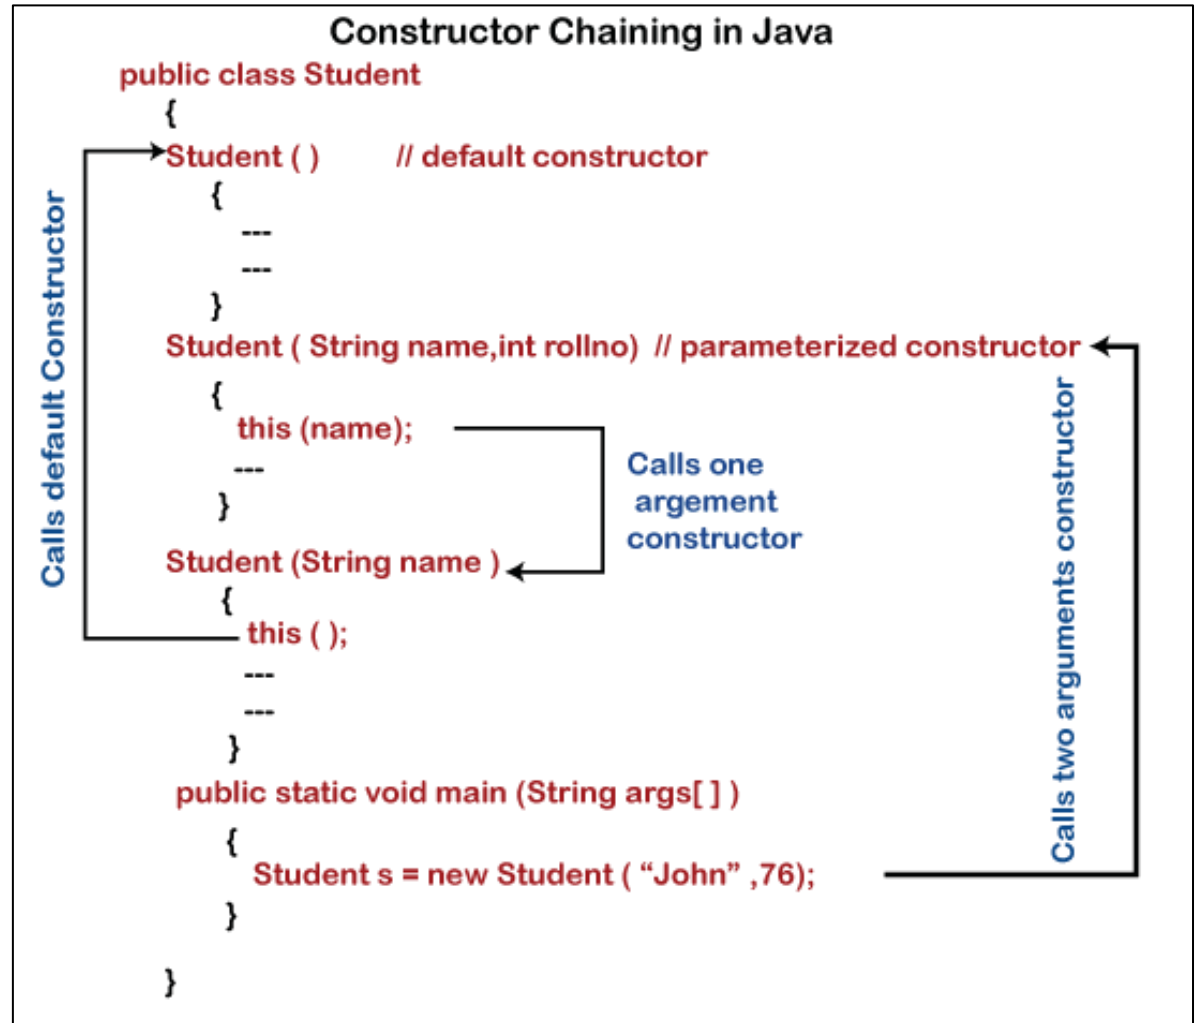 Constructor Chaining in Java
public class Student
{
Student ( ) // default constructor
{
---
---
}
Student ( String name,int rollno) // parameterized constructor
{
this (name);
---
}
Student (String name )
{
this ( );
---
---
}
public static void main (String args[ ] )
{
Student s = new Student ( “John” ,76);
}
}
Calls default Constructor
Calls one
argement
constructor
Calls two arguments constructor